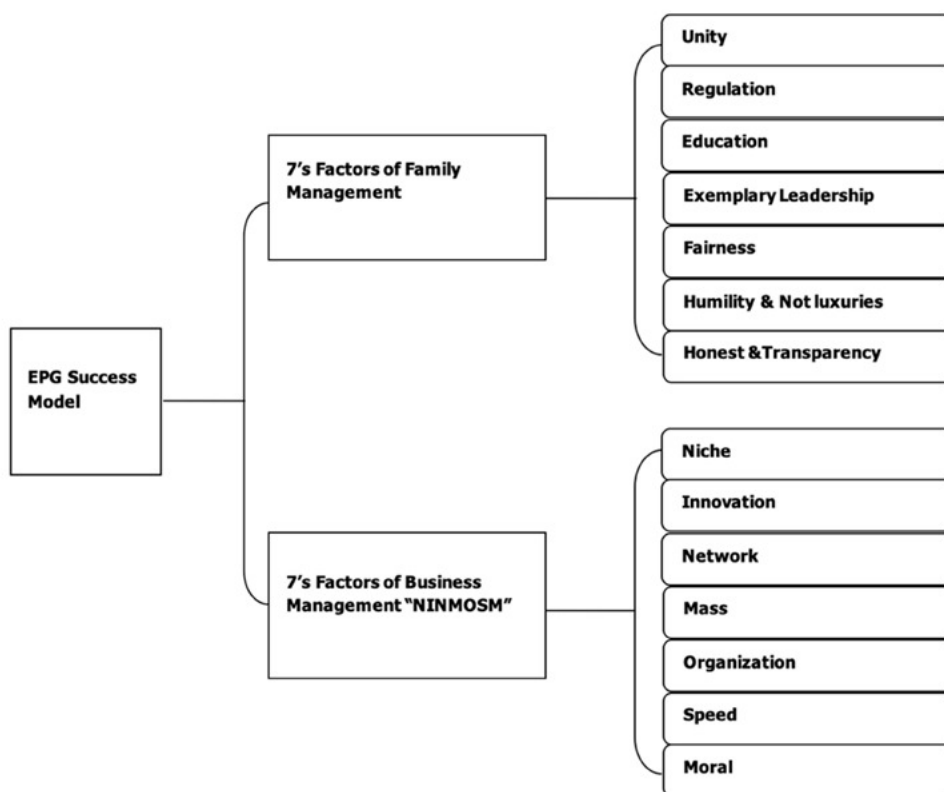 EPG Success
Model
7’s Factors of Family
Management
Unity
Regulation
Education
Exemplary Leadership
Fairness
Humility & Not luxuries
Honest &Transparency
7’s Factors of Business
Management “NINMOSM”
Niche
Innovation
Network
Mass
Organization
Speed
Moral